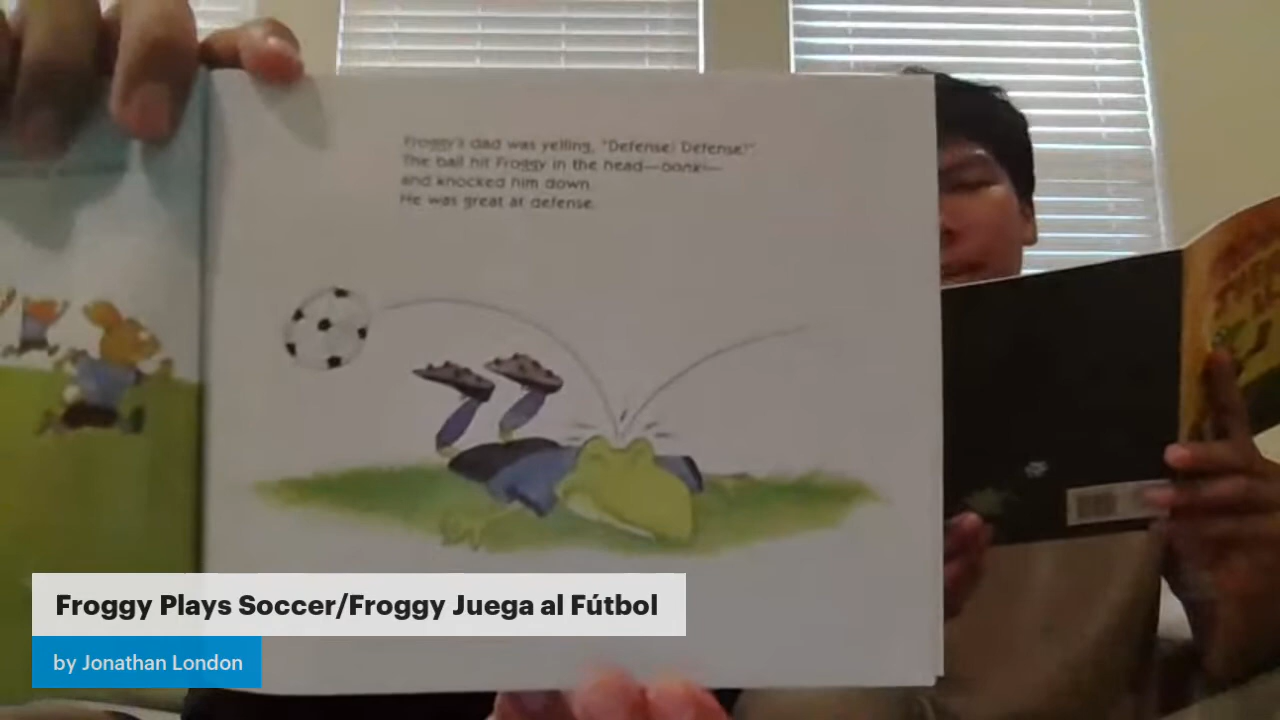 Froggy's dad was yelling, "Defense! Defense!"
The ball hit Froggy in the head—bonk!—
and knocked him down.
He was great at defense.
Froggy Plays Soccer/Froggy Juega al Fútbol
by Jonathan London